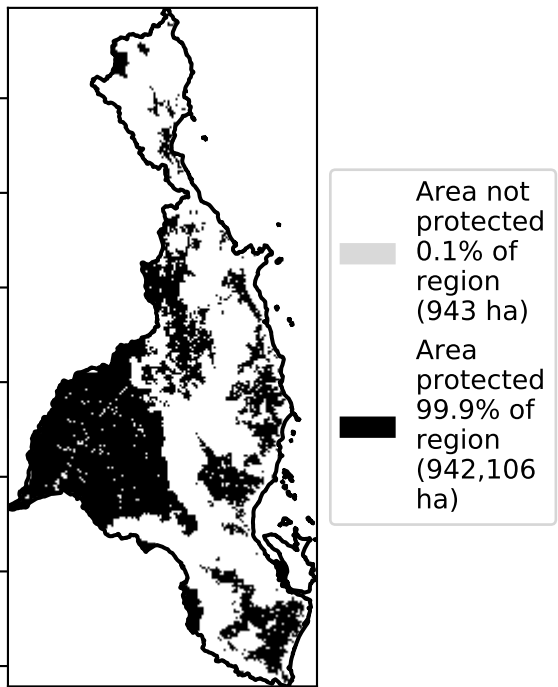 Area not
protected
0.1% of
region
(943 ha)
Area
protected
99.9% of
region
(942,106
ha)